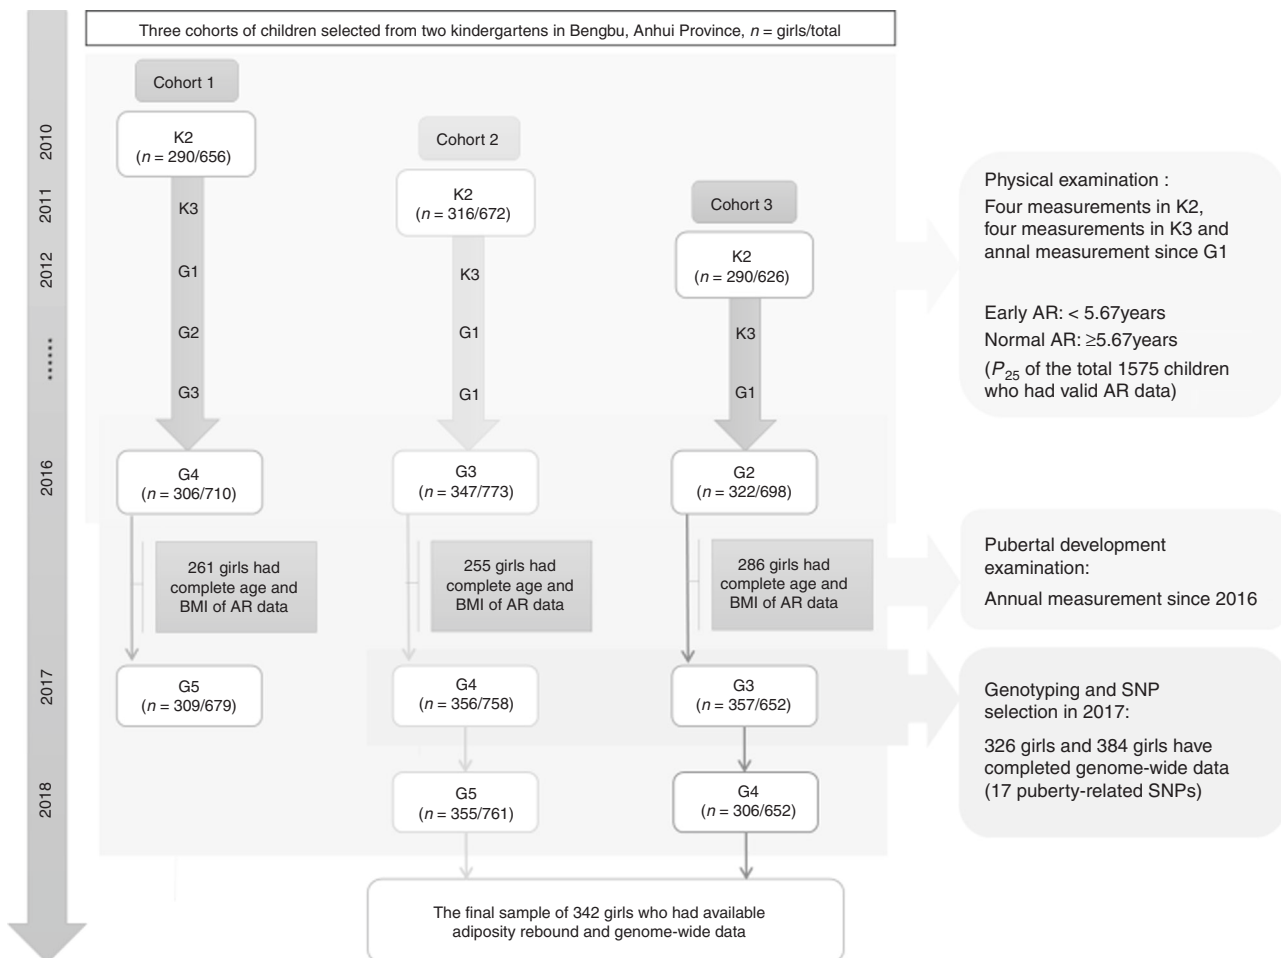 Three cohorts of children selected from two kindergartens in Bengbu, Anhui Province, n = girls/total
2010
2011
2012
......
2016
2017
2018
Cohort 1
K2
(n = 290/656)
K3
G1
G2
G3
G4
(n = 306/710)
261 girls had
complete age and
BMI of AR data
G5
(n = 309/679)
Cohort 2
K2
(n = 316/672)
K3
G1
G1
G3
(n = 347/773)
255 girls had
complete age and
BMI of AR data
G4
(n = 356/758)
G5
(n = 355/761)
Cohort 3
K2
(n = 290/626)
K3
G1
G2
(n = 322/698)
286 girls had
complete age and
BMI of AR data
G3
(n = 357/652)
G4
(n = 306/652)
The final sample of 342 girls who had available
adiposity rebound and genome-wide data
Physical examination :
Four measurements in K2,
four measurements in K3 and
annal measurement since G1
Early AR: < 5.67years
Normal AR: ≥5.67years
(P25 of the total 1575 children
who had valid AR data)
Pubertal development
examination:
Annual measurement since 2016
Genotyping and SNP
selection in 2017:
326 girls and 384 girls have
completed genome-wide data
(17 puberty-related SNPs)